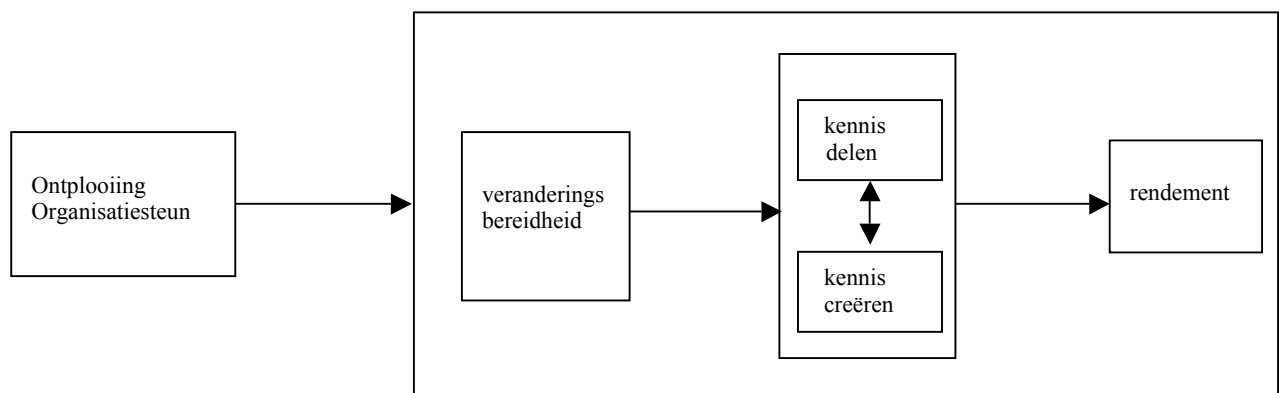 Ontplooiing
Organisatiesteun
veranderings
bereidheid
kennis
delen
kennis
creëren
rendement